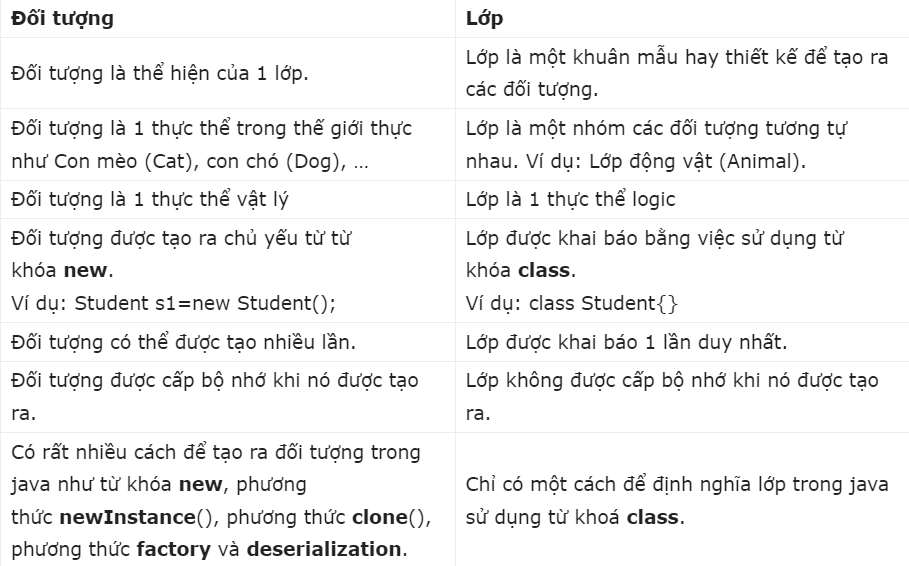 Đối tượng
Lớp
Đối tượng là thể hiện của 1 lớp.
Lớp là một khuân mẫu hay thiết kế để tạo ra
các đối tượng.
Đối tượng là 1 thực thể trong thế giới thực
như Con mèo (Cat), con chó (Dog), …
Lớp là một nhóm các đối tượng tương tự
nhau. Ví dụ: Lớp động vật (Animal).
Đối tượng là 1 thực thể vật lý
Lớp là 1 thực thể logic
Đối tượng được tạo ra chủ yếu từ từ
khóa new.
Ví dụ: Student s1=new Student();
Lớp được khai báo bằng việc sử dụng từ
khóa class.
Ví dụ: class Student{}
Đối tượng có thể được tạo nhiều lần.
Lớp được khai báo 1 lần duy nhất.
Đối tượng được cấp bộ nhớ khi nó được tạo
ra.
Lớp không được cấp bộ nhớ khi nó được tạo
ra.
Có rất nhiều cách để tạo ra đối tượng trong
java như từ khóa new, phương
thức newInstance(), phương thức clone(),
phương thức factory và deserialization.
Chỉ có một cách để định nghĩa lớp trong java
sử dụng từ khoá class.